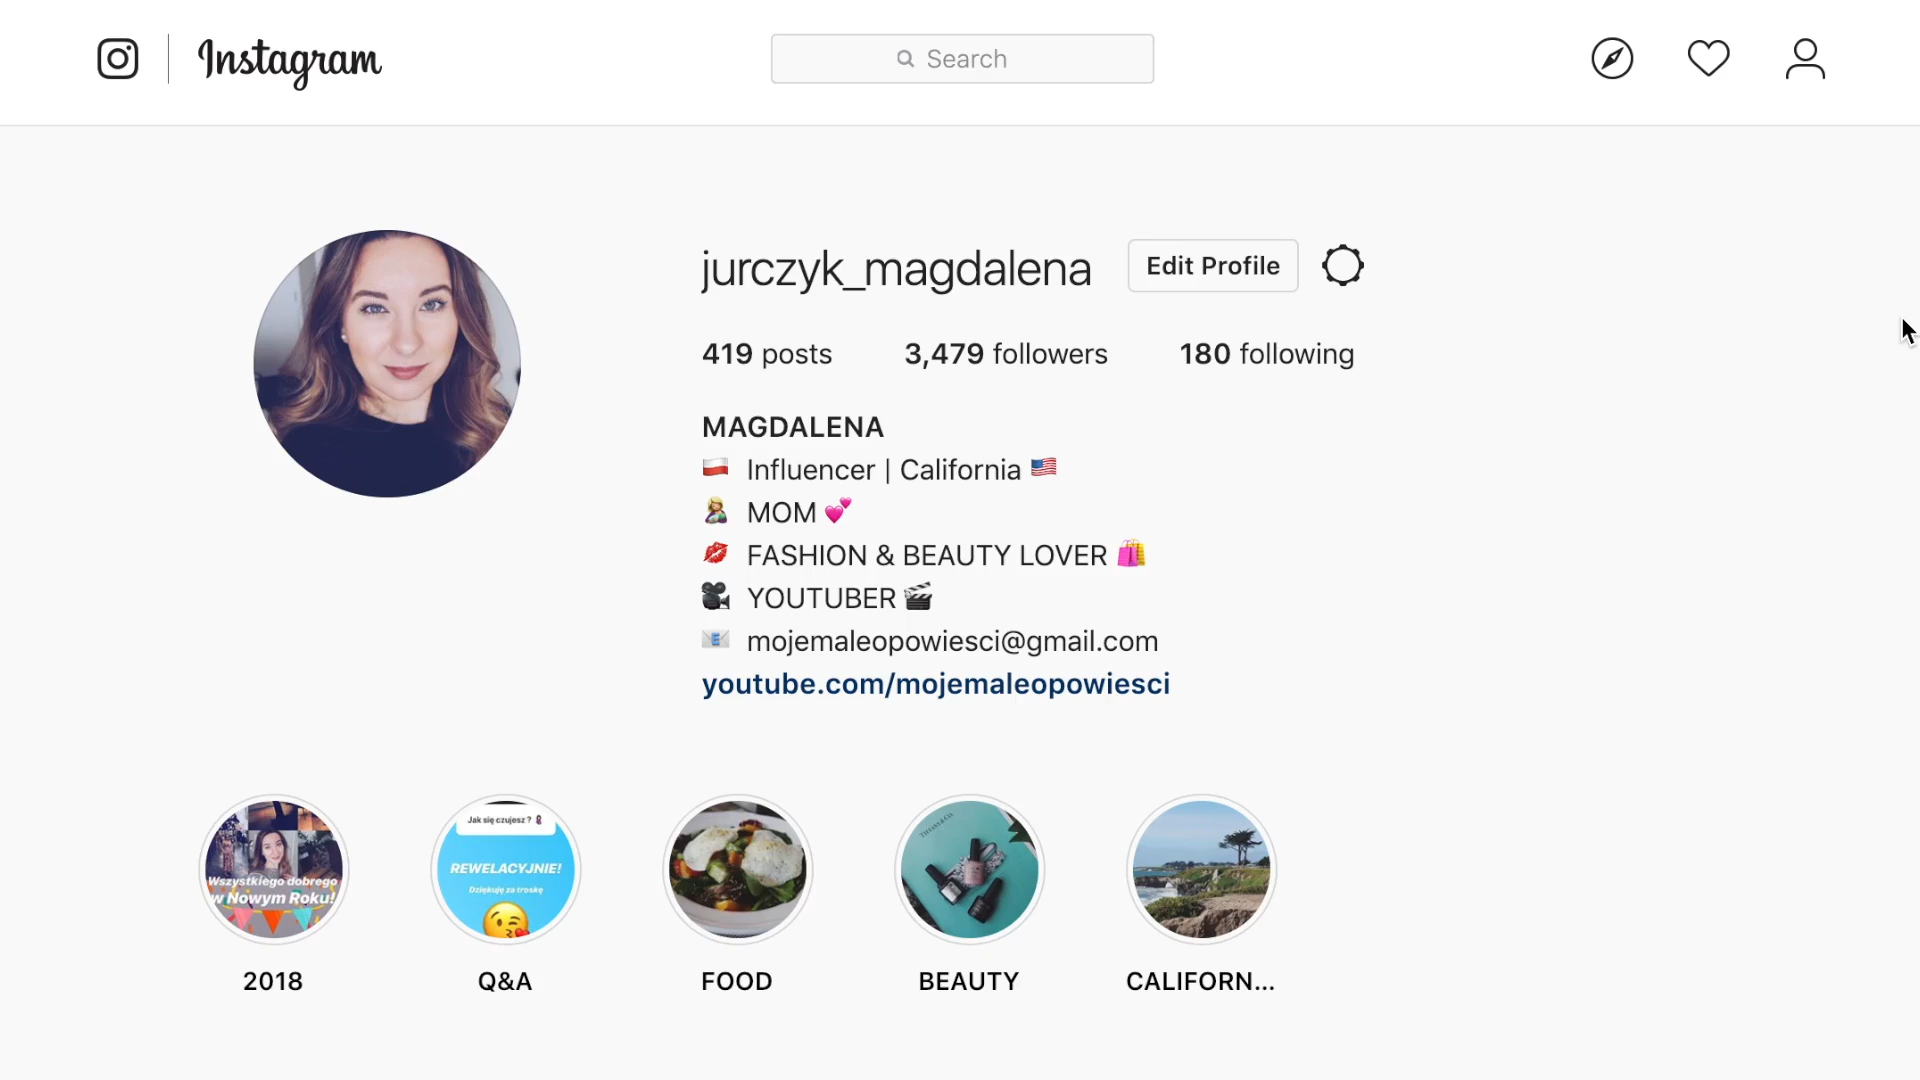 Instagram
Search
jurczyk_magdalena
Edit Profile
419 posts 3,479 followers 180 following
MAGDALENA
Influencer | California
MOM
FASHION & BEAUTY LOVER
YOUTUBER
mojemaleopowiesci@gmail.com
youtube.com/mojemaleopowiesci
Wszystkiego dobrego
w Nowym Roku!
Jak się czujesz ?
REWELACYJNIE!
Dziękuję za troskę
TIFFANY & CO.
2018
Q&A
FOOD
BEAUTY
CALIFORN...